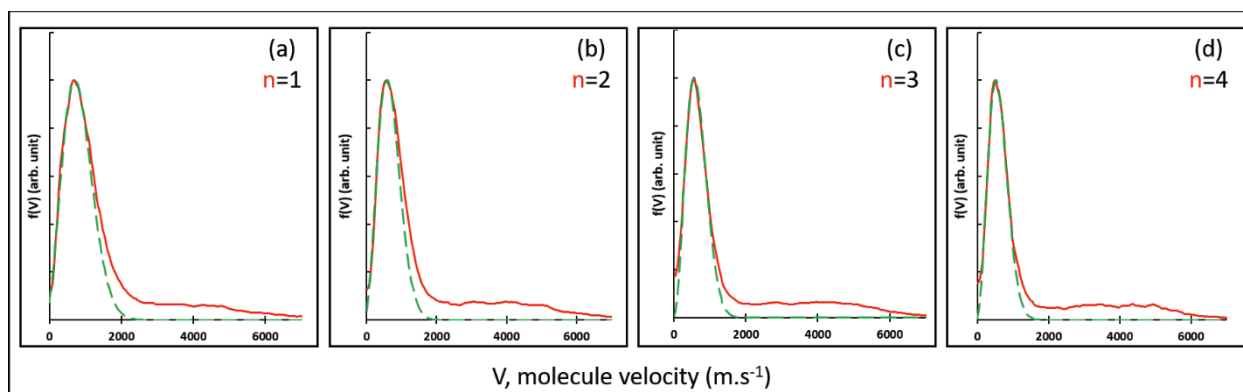 (a)
n=1
f(V) (arb. unit)
0 2000 4000 6000
(b)
n=2
f(V) (arb. unit)
0 2000 4000 6000
(c)
n=3
f(V) (arb. unit)
0 2000 4000 6000
(d)
n=4
f(V) (arb. unit)
0 2000 4000 6000
V, molecule velocity (m.s⁻¹)